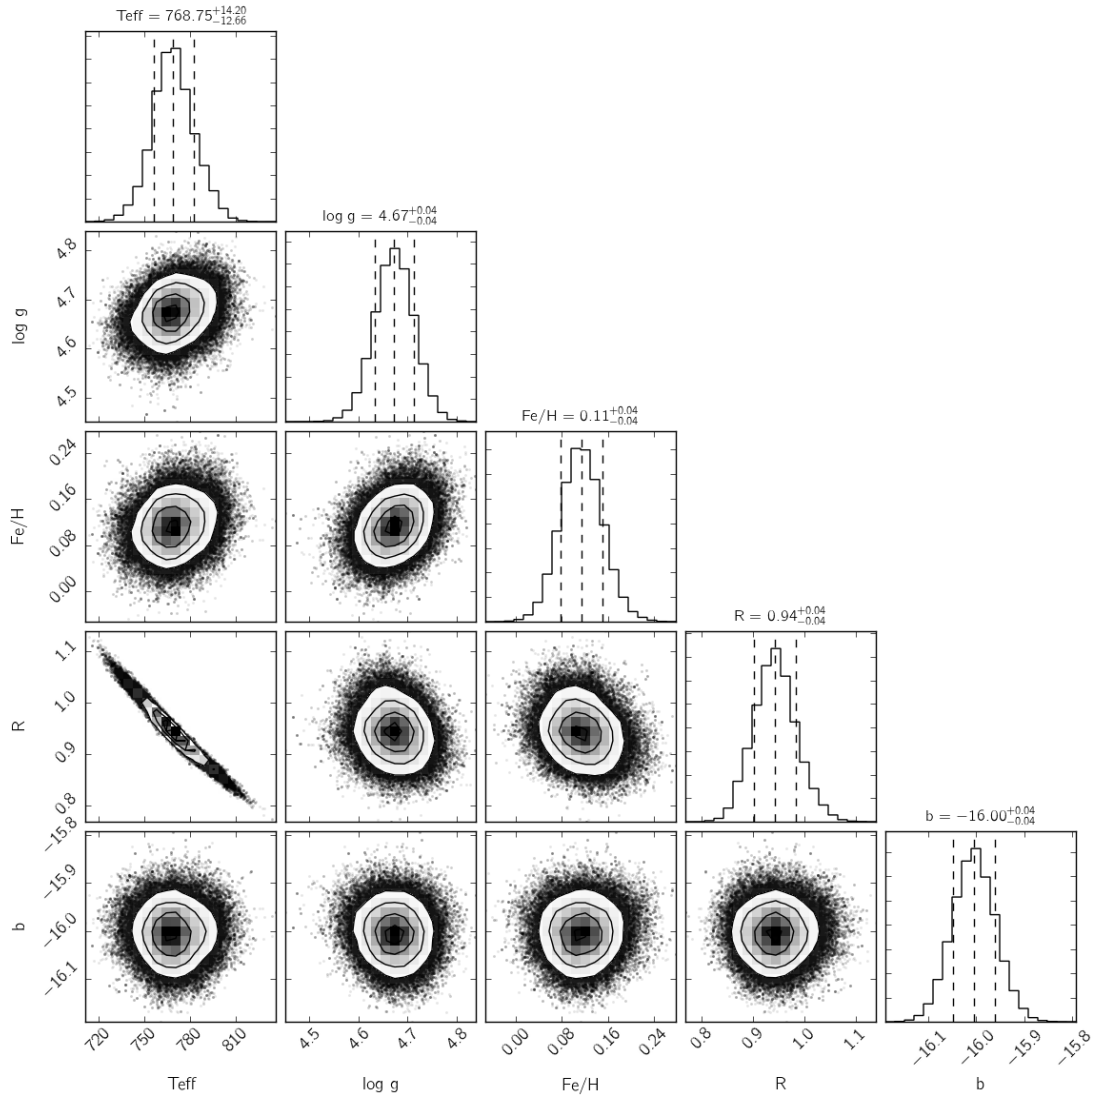 Teff = 768.75 +14.20 −12.66
log g = 4.67 +0.04 −0.04
4.8
4.7
4.6
4.5
log g
Fe/H = 0.11 +0.04 −0.04
0.24
0.16
0.08
0.00
Fe/H
R = 0.94 +0.04 −0.04
1.1
1.0
0.9
0.8
R
b = −16.00 +0.04 −0.04
−15.8
−15.9
−16.0
−16.1
b
720 750 780 810 4.5 4.6 4.7 4.8 0.00 0.08 0.16 0.24 0.8 0.9 1.0 1.1 −16.1 −16.0 −15.9 −15.8
Teff log g Fe/H R b